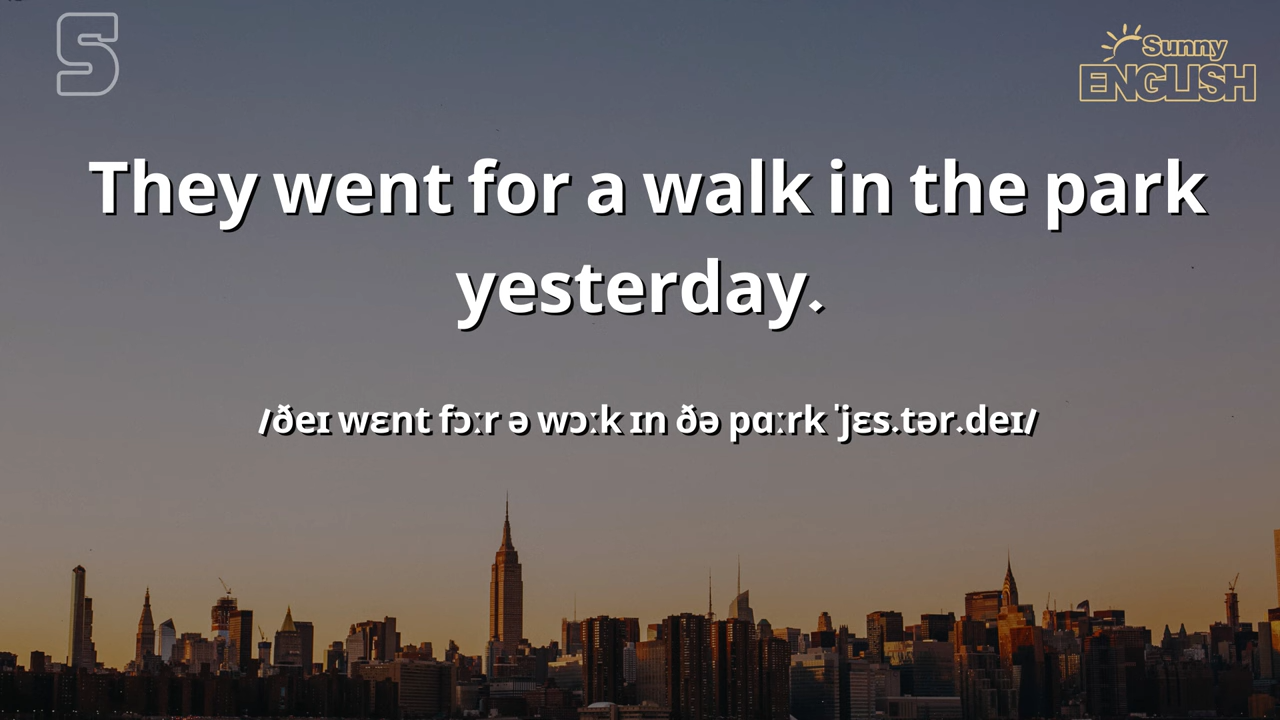 5
Sunny
ENGLISH
They went for a walk in the park
yesterday.
/ðeɪ wɛnt fɔːr ə wɔːk ɪn ðə pɑːrk ˈjɛs.tər.deɪ/